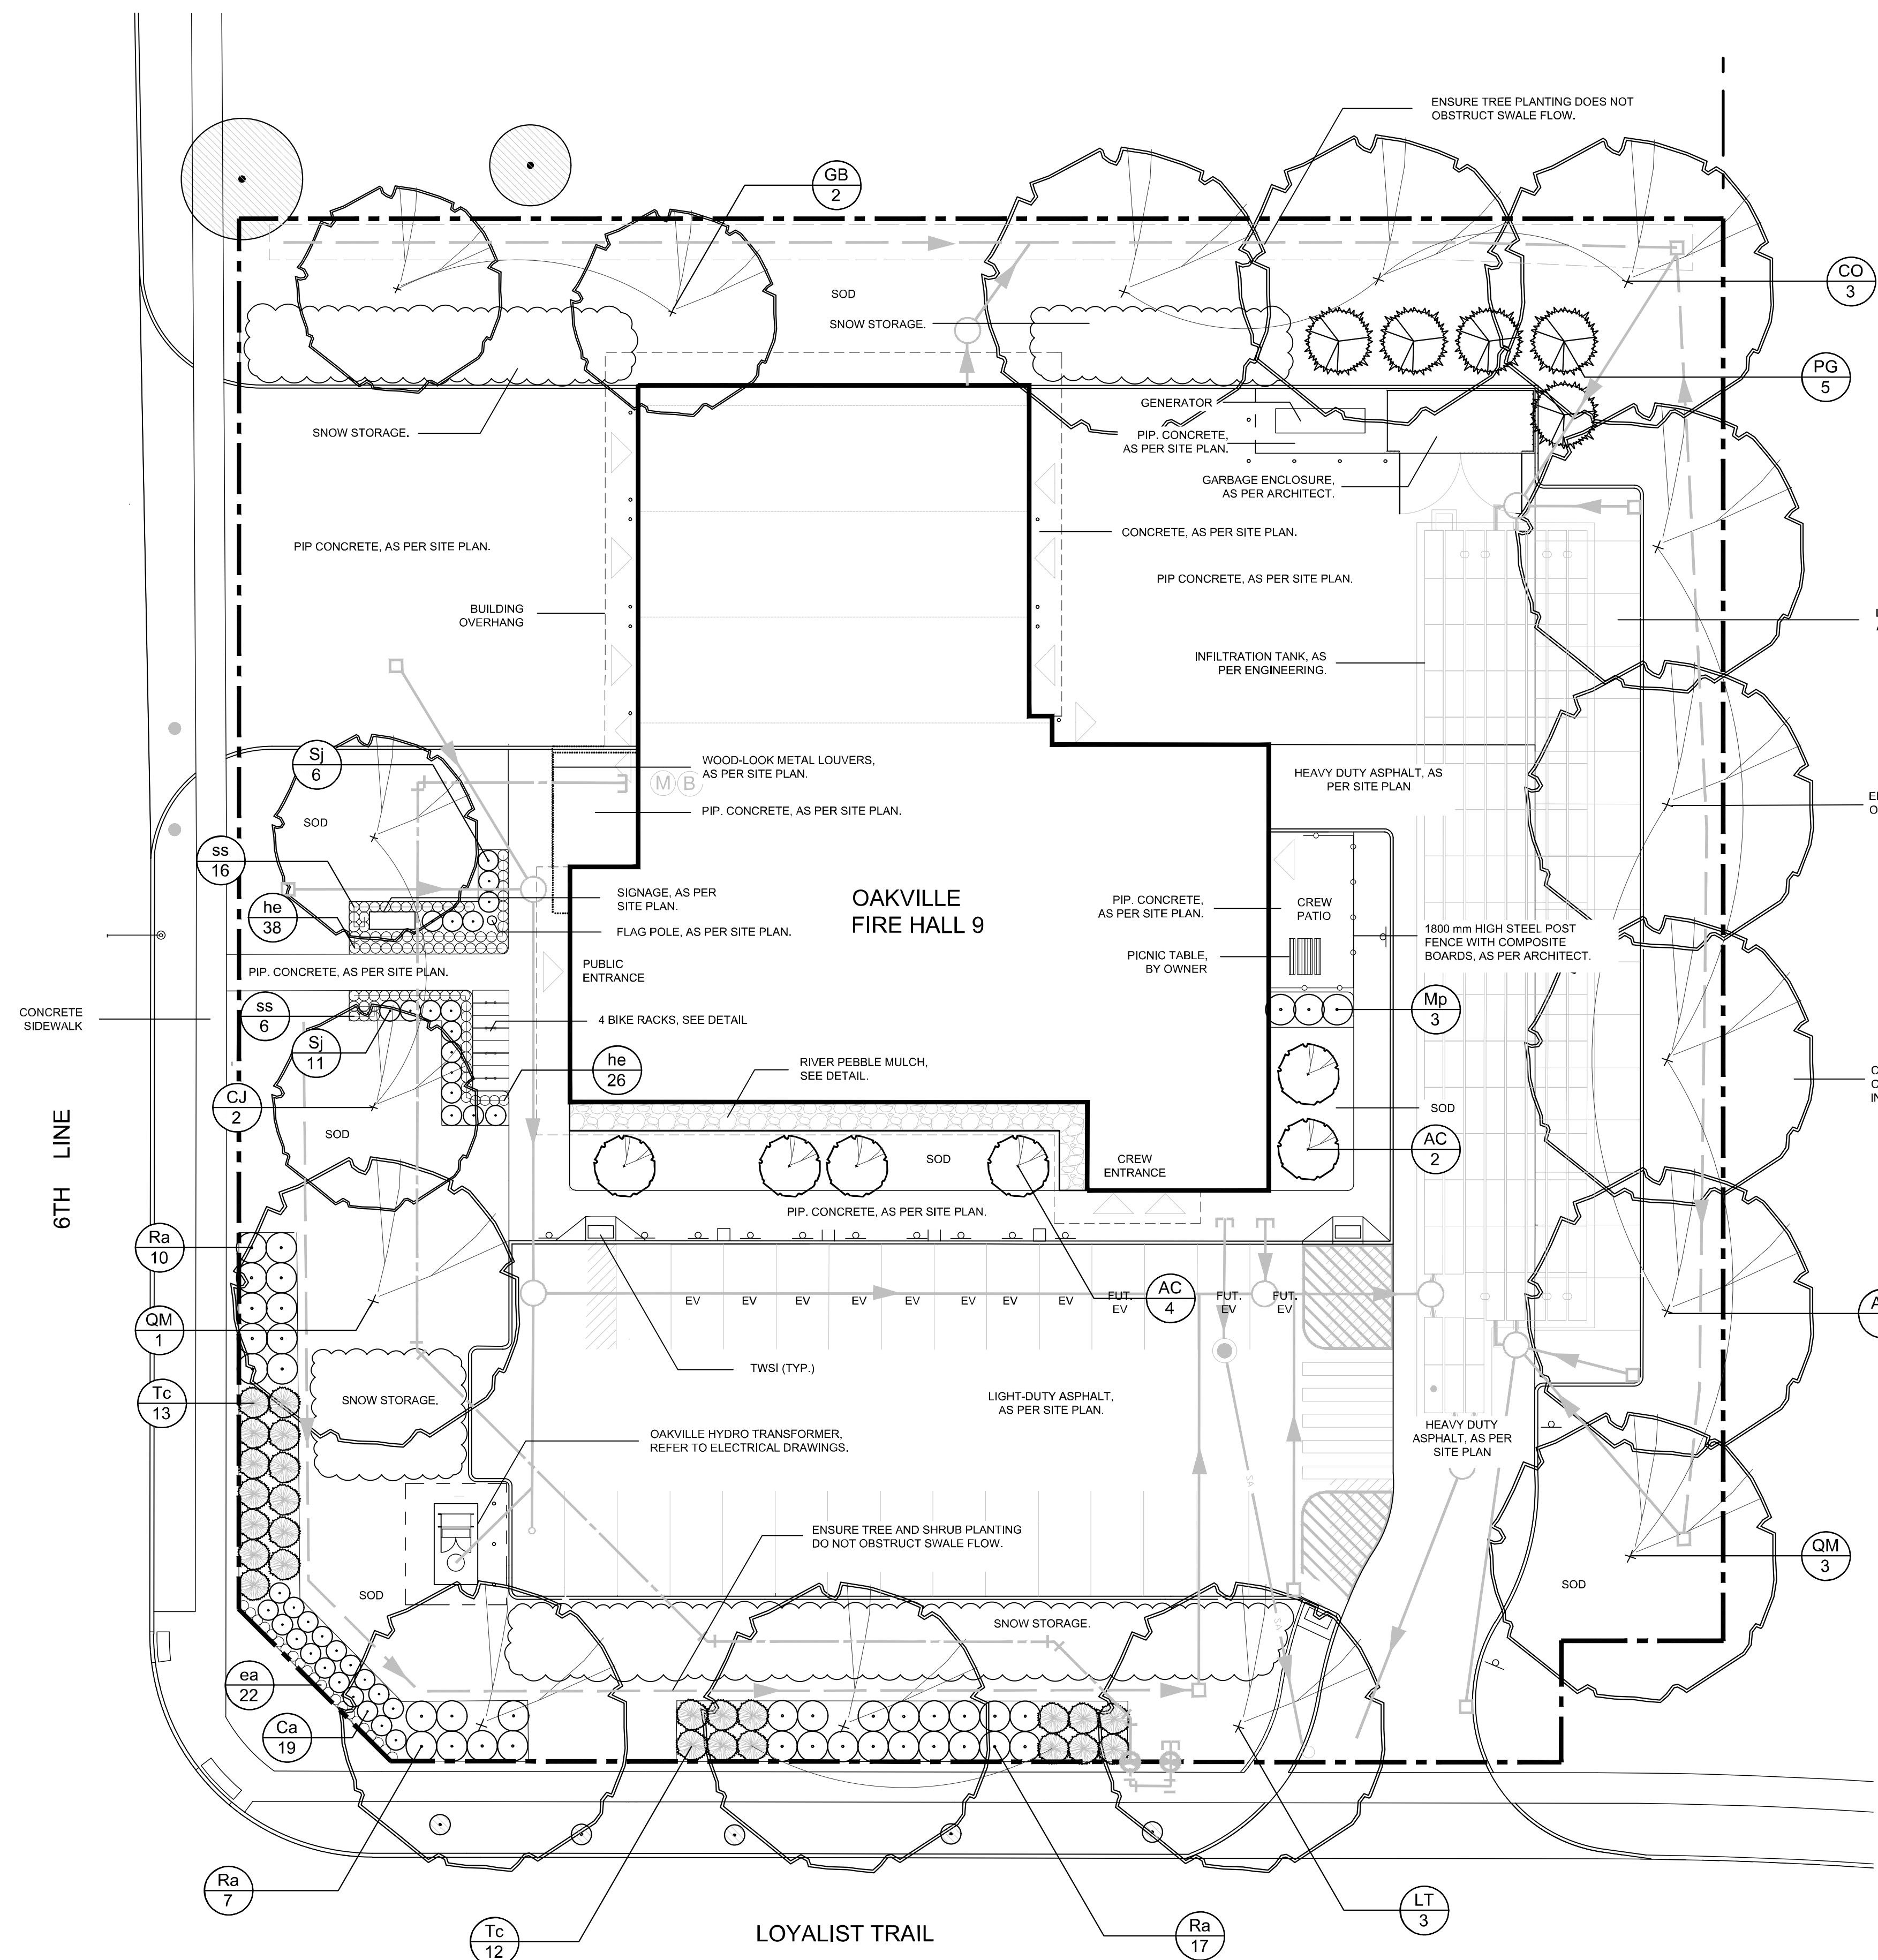 ENSURE TREE PLANTING DOES NOT
OBSTRUCT SWALE FLOW.
GB
2
CO
3
SOD
SNOW STORAGE.
PG
5
GENERATOR
SNOW STORAGE.
PIP. CONCRETE,
AS PER SITE PLAN.
GARBAGE ENCLOSURE,
AS PER ARCHITECT.
CONCRETE, AS PER SITE PLAN.
PIP CONCRETE, AS PER SITE PLAN.
PIP CONCRETE, AS PER SITE PLAN.
BUILDING
OVERHANG
INFILTRATION TANK, AS
PER ENGINEERING.
Sj
6
WOOD-LOOK METAL LOUVERS,
AS PER SITE PLAN.
M B
HEAVY DUTY ASPHALT, AS
PER SITE PLAN
PIP. CONCRETE, AS PER SITE PLAN.
SOD
ss
16
he
38
SIGNAGE, AS PER
SITE PLAN.
FLAG POLE, AS PER SITE PLAN.
OAKVILLE
FIRE HALL 9
PIP. CONCRETE,
AS PER SITE PLAN.
CREW
PATIO
1800 mm HIGH STEEL POST
FENCE WITH COMPOSITE
BOARDS, AS PER ARCHITECT.
PICNIC TABLE,
BY OWNER
PUBLIC
ENTRANCE
PIP. CONCRETE, AS PER SITE PLAN.
CONCRETE
SIDEWALK
ss
6
Sj
11
4 BIKE RACKS, SEE DETAIL
Mp
3
he
26
RIVER PEBBLE MULCH,
SEE DETAIL.
CJ
2
SOD
SOD
AC
2
SOD
CREW
ENTRANCE
6TH LINE
PIP. CONCRETE, AS PER SITE PLAN.
Ra
10
QM
1
EV EV EV EV EV EV EV EV
FUT.
EV
AC
4
FUT.
EV
FUT.
EV
TWSI (TYP.)
Tc
13
SNOW STORAGE.
LIGHT-DUTY ASPHALT,
AS PER SITE PLAN.
OAKVILLE HYDRO TRANSFORMER,
REFER TO ELECTRICAL DRAWINGS.
HEAVY DUTY
ASPHALT, AS PER
SITE PLAN
SA
ENSURE TREE AND SHRUB PLANTING
DO NOT OBSTRUCT SWALE FLOW.
QM
3
SOD
SOD
SNOW STORAGE.
SA
ea
22
Ca
19
Ra
7
Tc
12
LOYALIST TRAIL
Ra
17
LT
3